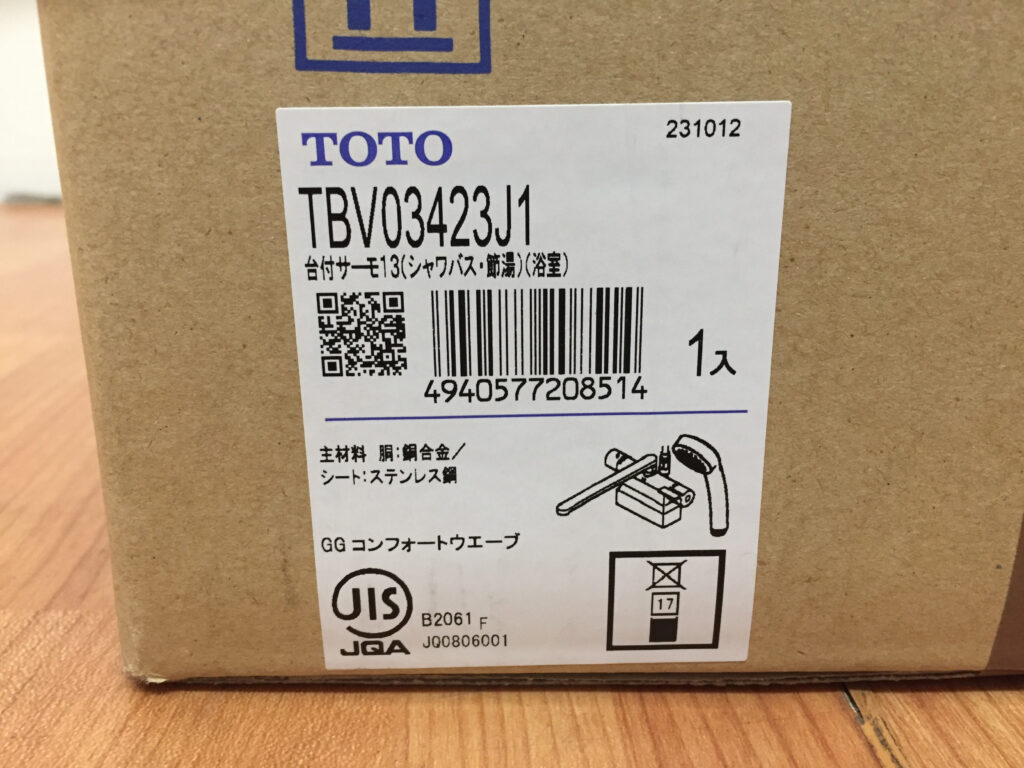 TOTO
231012
TBV03423J1
台付サーモ13(シャワバス・節湯)(浴室)
4940577208514
1入
主材料 胴:銅合金/
シート:ステンレス鋼
GG コンフォートウエーブ
JIS
JQA
B2061 F
JQ0806001
17